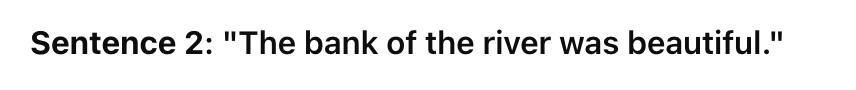 Sentence 2: "The bank of the river was beautiful."